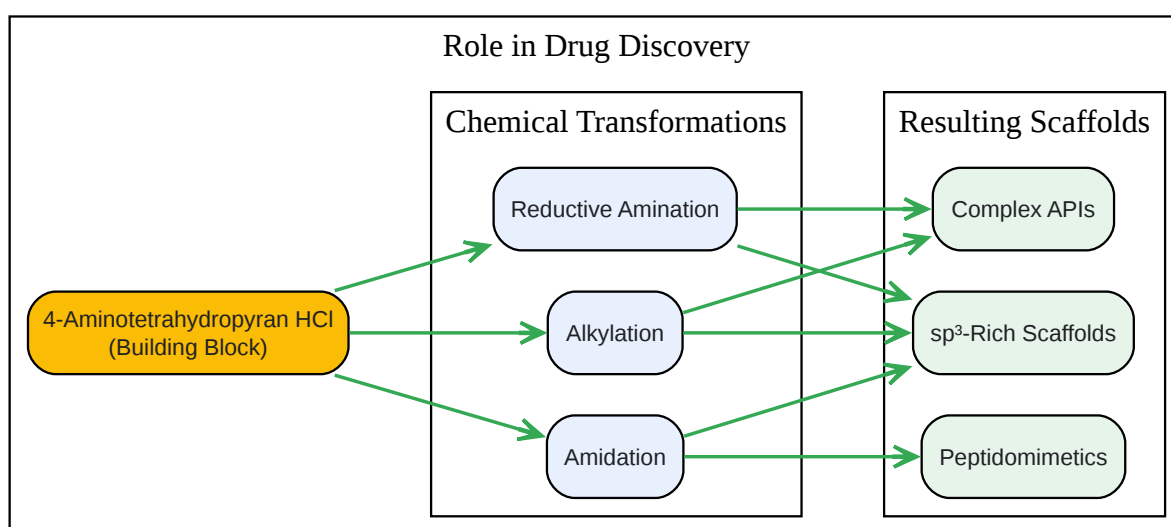 Role in Drug Discovery
Chemical Transformations
Resulting Scaffolds
Reductive Amination
Complex APIs
4-Aminotetrahydropyran HCl
(Building Block)
Alkylation
sp³-Rich Scaffolds
Amidation
Peptidomimetics